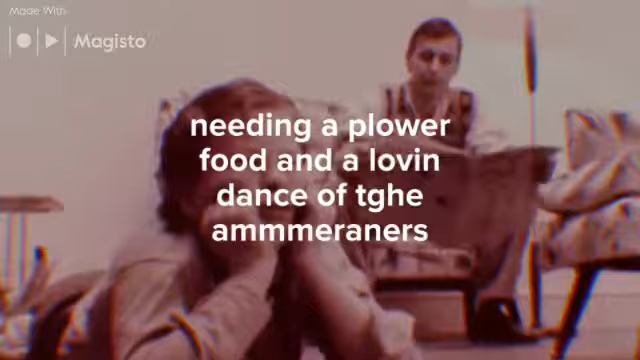 Made With
Magisto
needing a plower
food and a lovin
dance of tghe
ammmeraners